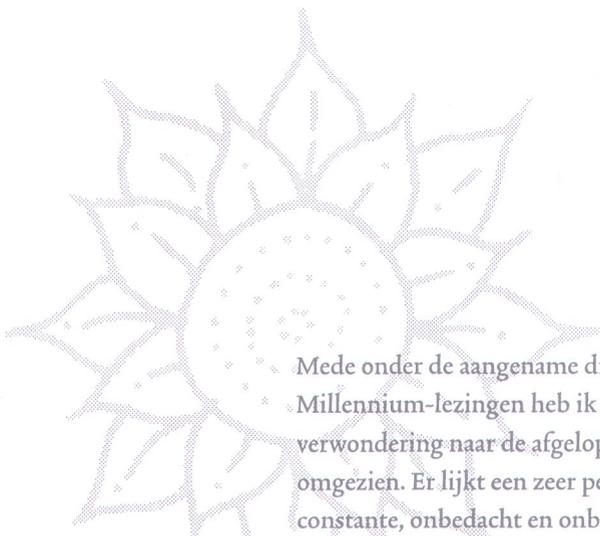 Mede onder de aangename
Millennium-lezingen heb ik
verwondering naar de
omgezien. Er lijkt een zeer
constante, onbedacht en